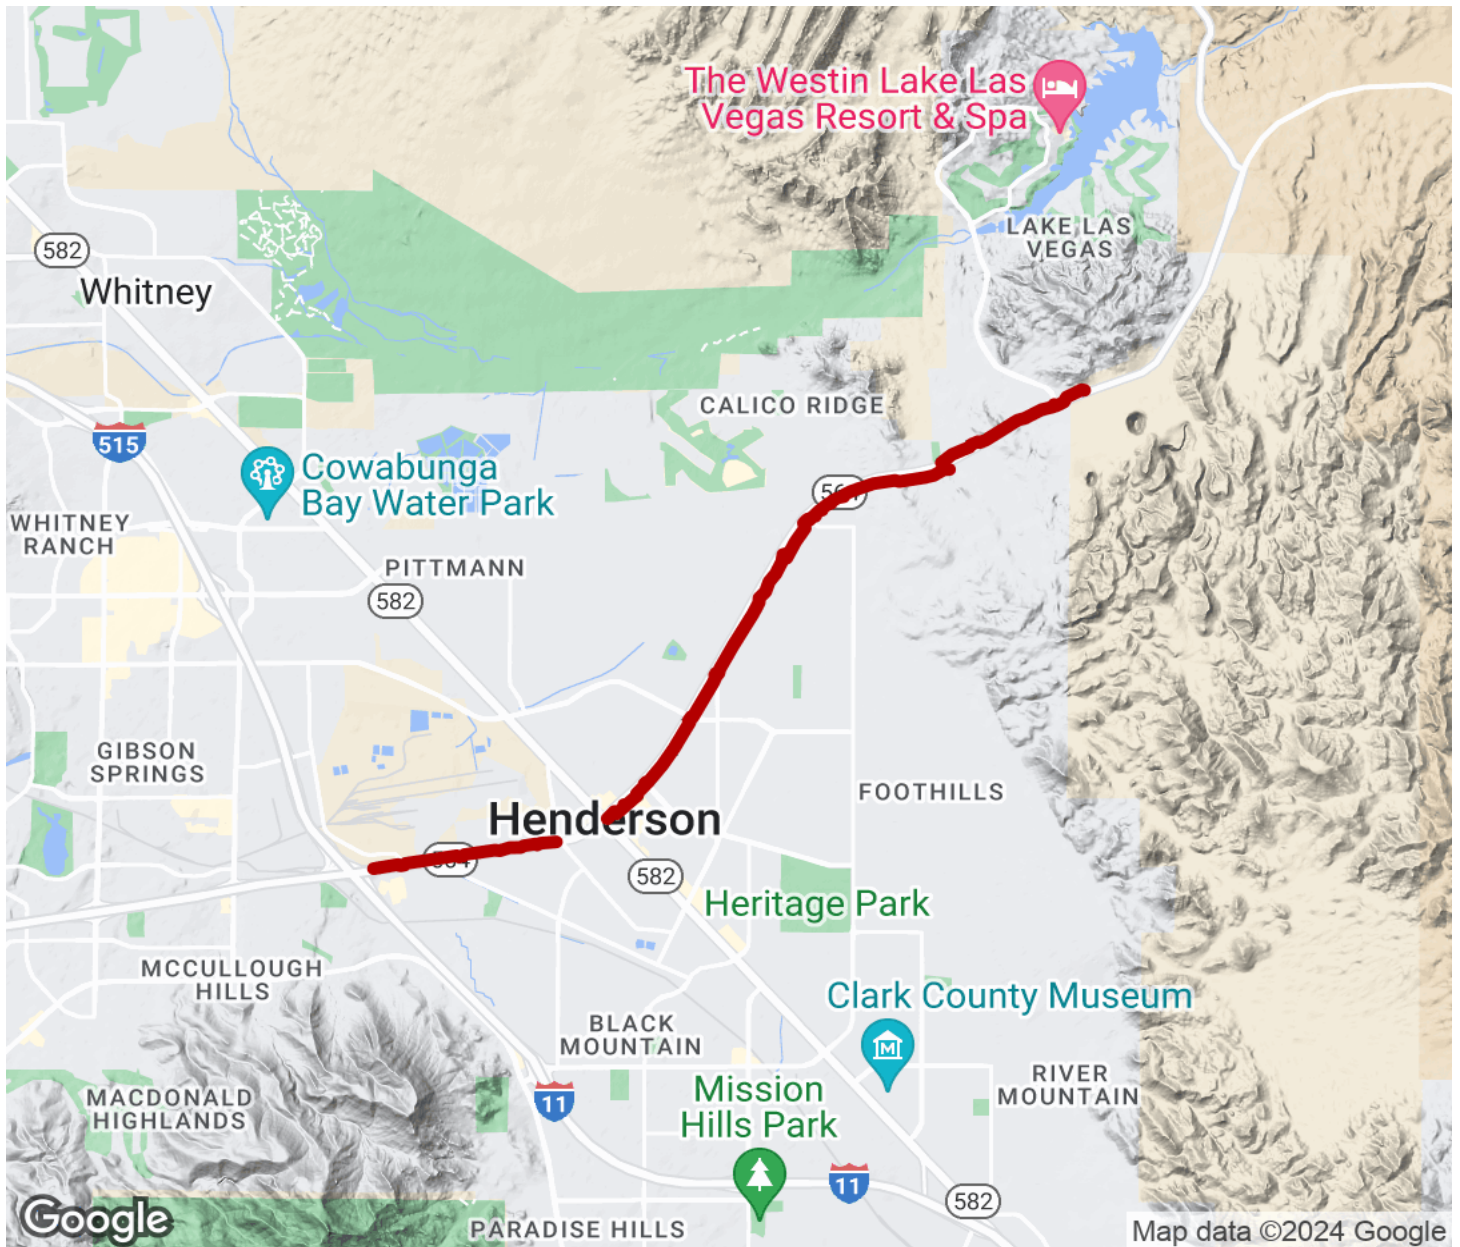 The Westin Lake Las
Vegas Resort & Spa
582
Whitney
LAKE LAS
VEGAS
CALICO RIDGE
515
Cowabunga
Bay Water Park
WHITNEY
RANCH
PITTMANN
582
GIBSON
SPRINGS
FOOTHILLS
Henderson
582
Heritage Park
MCCULLOUGH
HILLS
Clark County Museum
M
BLACK
MOUNTAIN
RIVER
MOUNTAIN
MACDONALD
HIGHLANDS
11
Mission
Hills Park
11
582
Google
PARADISE HILLS
Map data ©2024 Google